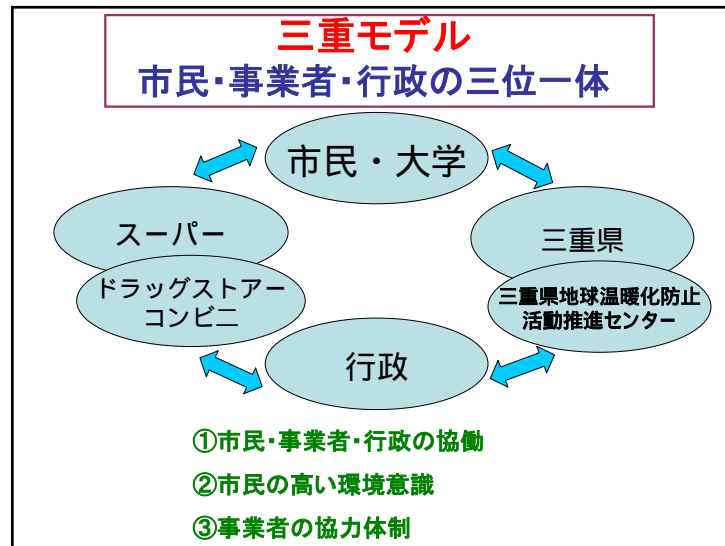 三重モデル
市民・事業者・行政の三位一体
市民・大学
スーパー
ドラッグストアー
コンビニ
三重県
三重県地球温暖化防止
活動推進センター
行政
①市民・事業者・行政の協働
②市民の高い環境意識
③事業者の協力体制